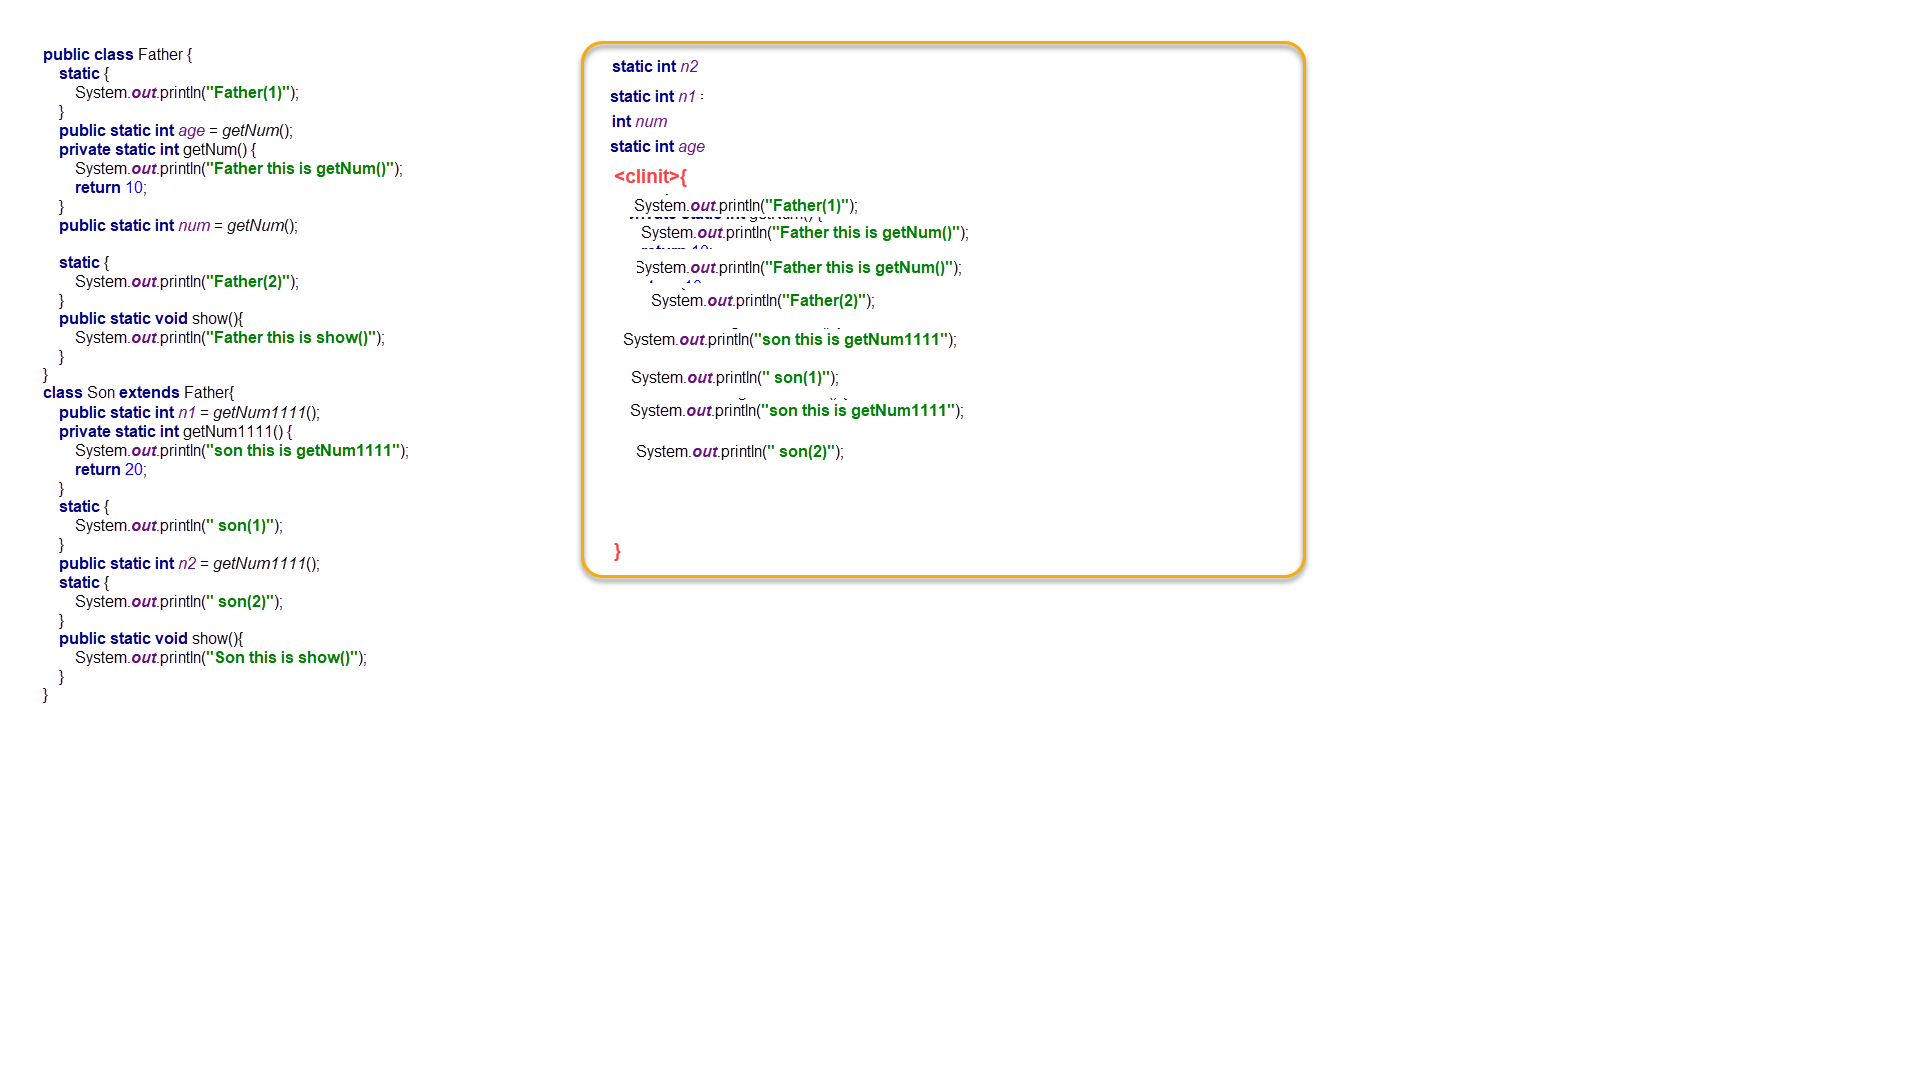 public class Father {
static {
System.out.println("Father(1)");
}
public static int age = getNum();
private static int getNum() {
System.out.println("Father this is getNum()");
return 10;
}
public static int num = getNum();
static {
System.out.println("Father(2)");
}
public static void show(){
System.out.println("Father this is show()");
}
}
class Son extends Father{
public static int n1 = getNum1111();
private static int getNum1111() {
System.out.println("son this is getNum1111");
return 20;
}
static {
System.out.println(" son(1)");
}
public static int n2 = getNum1111();
static {
System.out.println(" son(2)");
}
public static void show(){
System.out.println("Son this is show()");
}
}
static int n2
static int n1 :
int num
static int age
<clinit>{
System.out.println("Father(1)");
private static int getNum() {
System.out.println("Father this is getNum()");
return 10;
System.out.println("Father this is getNum()");
System.out.println("Father(2)");
System.out.println("son this is getNum1111");
System.out.println(" son(1)");
System.out.println("son this is getNum1111");
System.out.println(" son(2)");
}